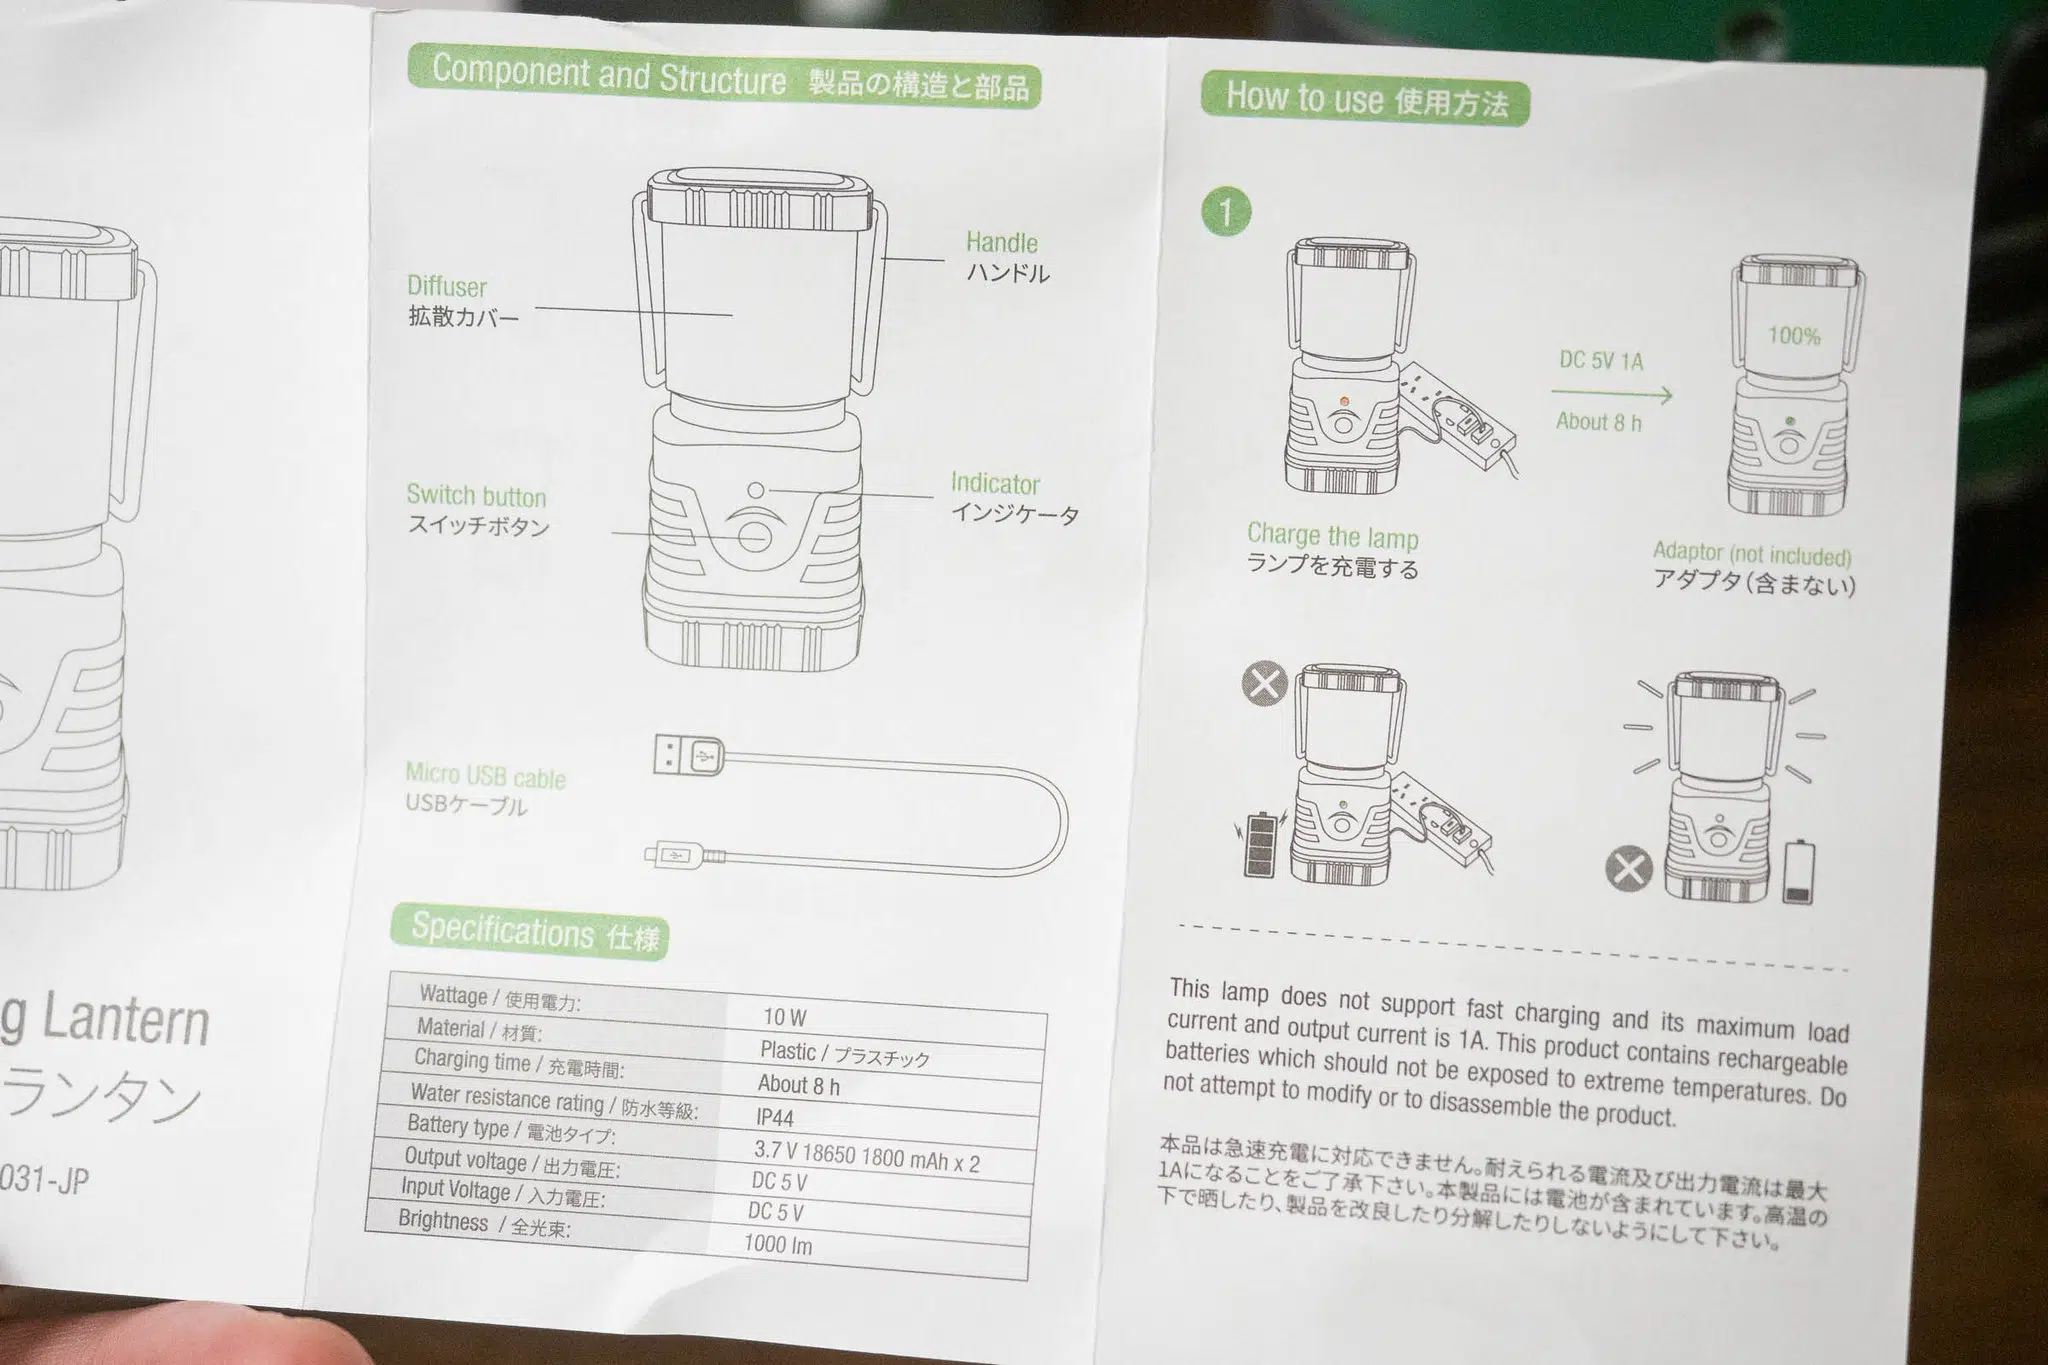 g Lantern
ランタン
031-JP
Component and Structure 製品の構造と部品
Diffuser
拡散カバー
Handle
ハンドル
Switch button
スイッチボタン
Indicator
インジケータ
Micro USB cable
USBケーブル
Specifications 仕様
Wattage / 使用電力: 10 W
Material / 材質: Plastic / プラスチック
Charging time / 充電時間: About 8 h
Water resistance rating / 防水等級: IP44
Battery type / 電池タイプ: 3.7 V 18650 1800 mAh x 2
Output voltage / 出力電圧: DC 5 V
Input Voltage / 入力電圧: DC 5 V
Brightness / 全光束: 1000 lm
How to use 使用方法
1
DC 5V 1A
About 8 h
100%
Charge the lamp
ランプを充電する
Adaptor (not included)
アダプタ(含まない)
This lamp does not support fast charging and its maximum load
current and output current is 1A. This product contains rechargeable
batteries which should not be exposed to extreme temperatures. Do
not attempt to modify or to disassemble the product.
本品は急速充電に対応できません。耐えられる電流及び出力電流は最大
1Aになることをご了承下さい。本製品には電池が含まれています。高温の
下で晒したり、製品を改良したり分解したりしないようにして下さい。